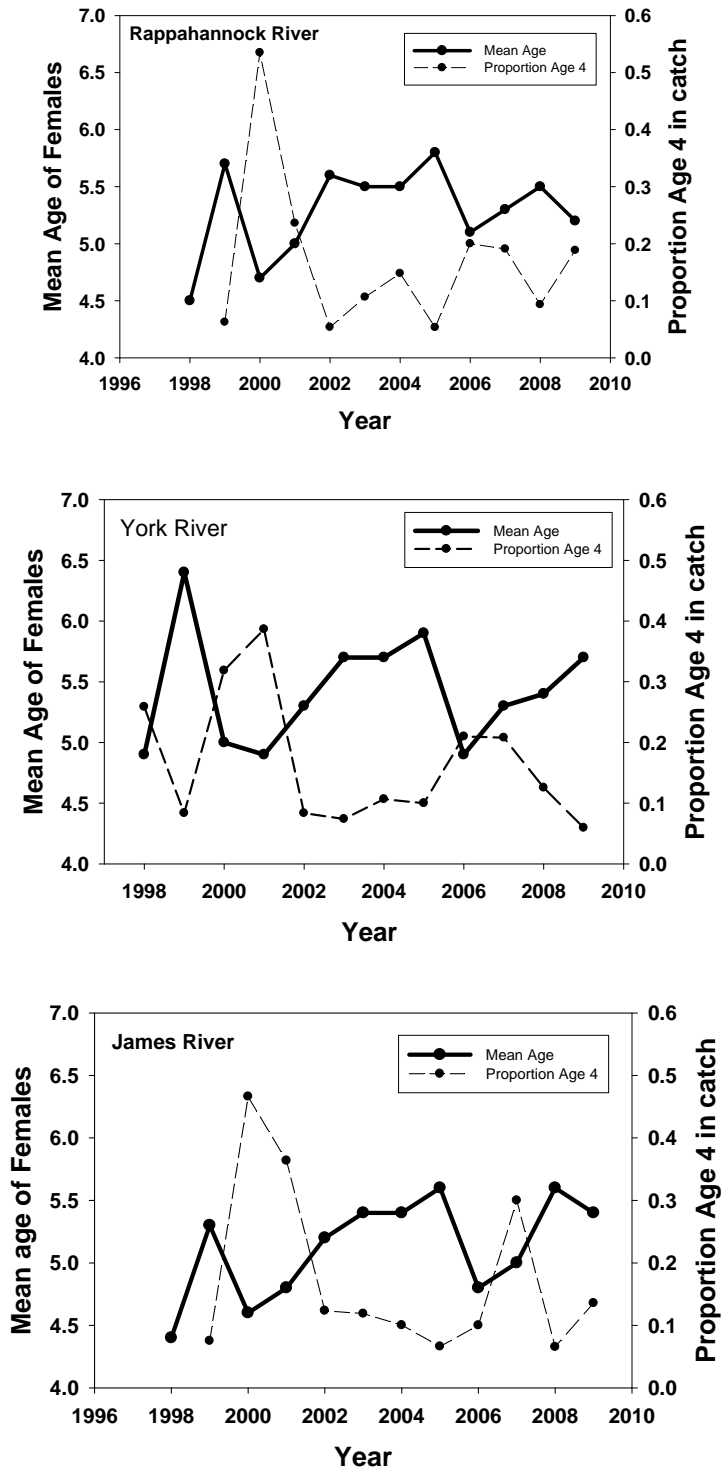 Rappahannock River
Mean Age
Proportion Age 4
Mean Age of Females
7.0
6.5
6.0
5.5
5.0
4.5
4.0
Proportion Age 4 in catch
0.6
0.5
0.4
0.3
0.2
0.1
0.0
1996 1998 2000 2002 2004 2006 2008 2010
Year
York River
Mean Age
Proportion Age 4
Mean Age of Females
7.0
6.5
6.0
5.5
5.0
4.5
4.0
Proportion Age 4 in catch
0.6
0.5
0.4
0.3
0.2
0.1
0.0
1998 2000 2002 2004 2006 2008 2010
Year
James River
Mean Age
Proportion Age 4
Mean age of Females
7.0
6.5
6.0
5.5
5.0
4.5
4.0
Proportion Age 4 in catch
0.6
0.5
0.4
0.3
0.2
0.1
0.0
1996 1998 2000 2002 2004 2006 2008 2010
Year